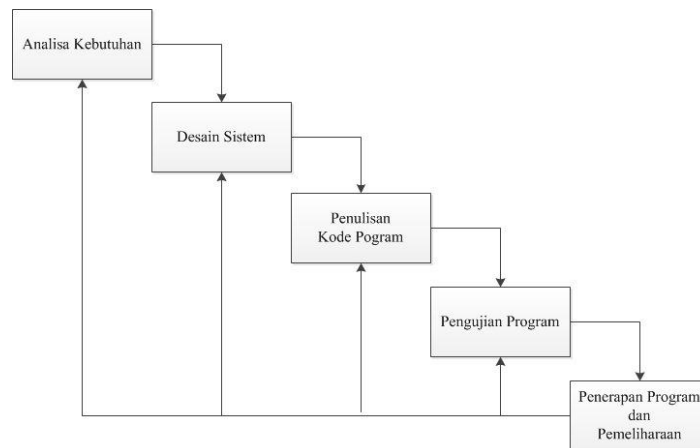 Analisa Kebutuhan
Desain Sistem
Penulisan
Kode Pogram
Pengujian Program
Penerapan Program
dan
Pemeliharaan